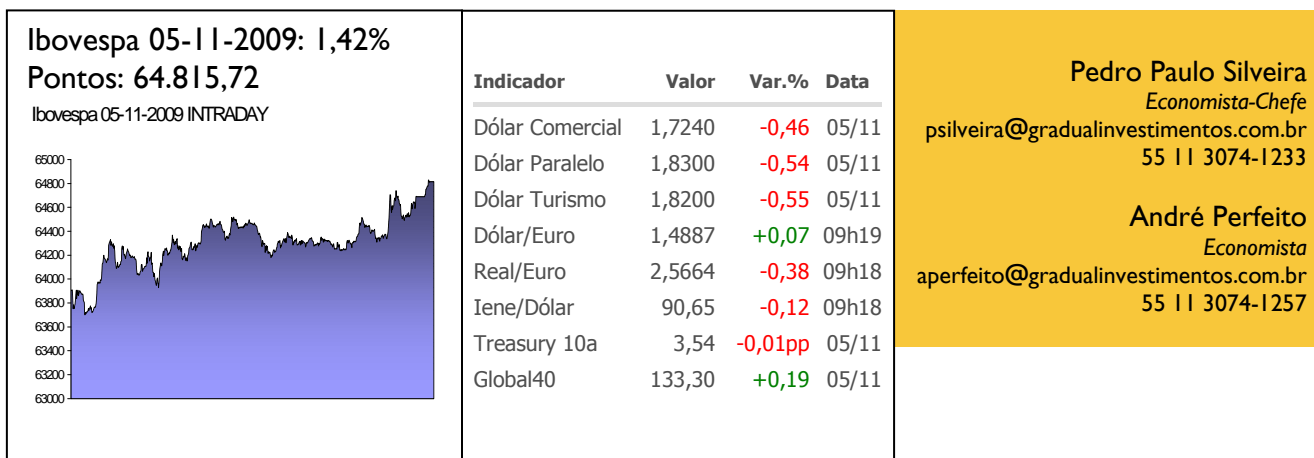 Ibovespa 05-11-2009: 1,42%
Pontos: 64.815,72
Ibovespa 05-11-2009 INTRADAY
65000
64800
64600
64400
64200
64000
63800
63600
63400
63200
63000
Indicador Valor Var.% Data
Dólar Comercial 1,7240 -0,46 05/11
Dólar Paralelo 1,8300 -0,54 05/11
Dólar Turismo 1,8200 -0,55 05/11
Dólar/Euro 1,4887 +0,07 09h19
Real/Euro 2,5664 -0,38 09h18
Iene/Dólar 90,65 -0,12 09h18
Treasury 10a 3,54 -0,01pp 05/11
Global40 133,30 +0,19 05/11
Pedro Paulo Silveira
Economista-Chefe
psilveira@gradualinvestimentos.com.br
55 11 3074-1233
André Perfeito
Economista
aperfeito@gradualinvestimentos.com.br
55 11 3074-1257